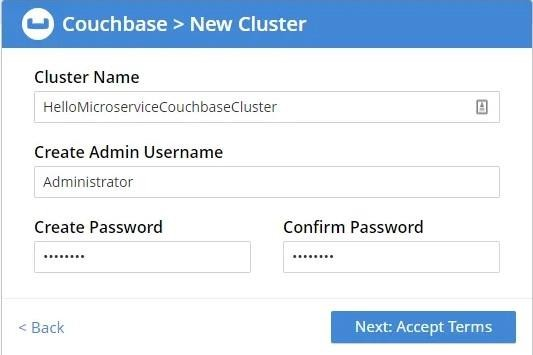 Couchbase > New Cluster
Cluster Name
HelloMicroserviceCouchbaseCluster
Create Admin Username
Administrator
Create Password Confirm Password
•••••••• ••••••••
< Back Next: Accept Terms